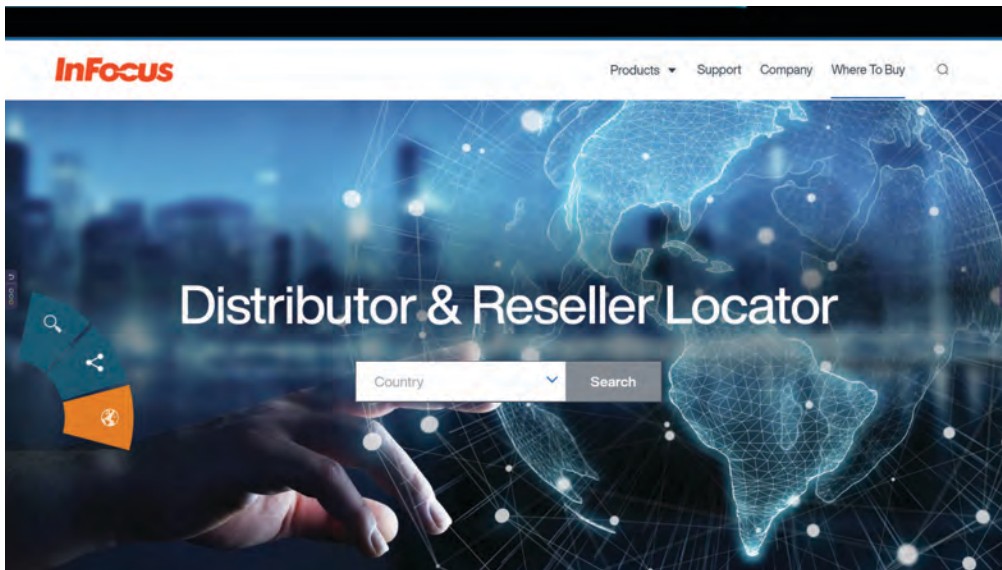 InFocus
Products Support Company Where To Buy
Distributor & Reseller Locator
Country Search